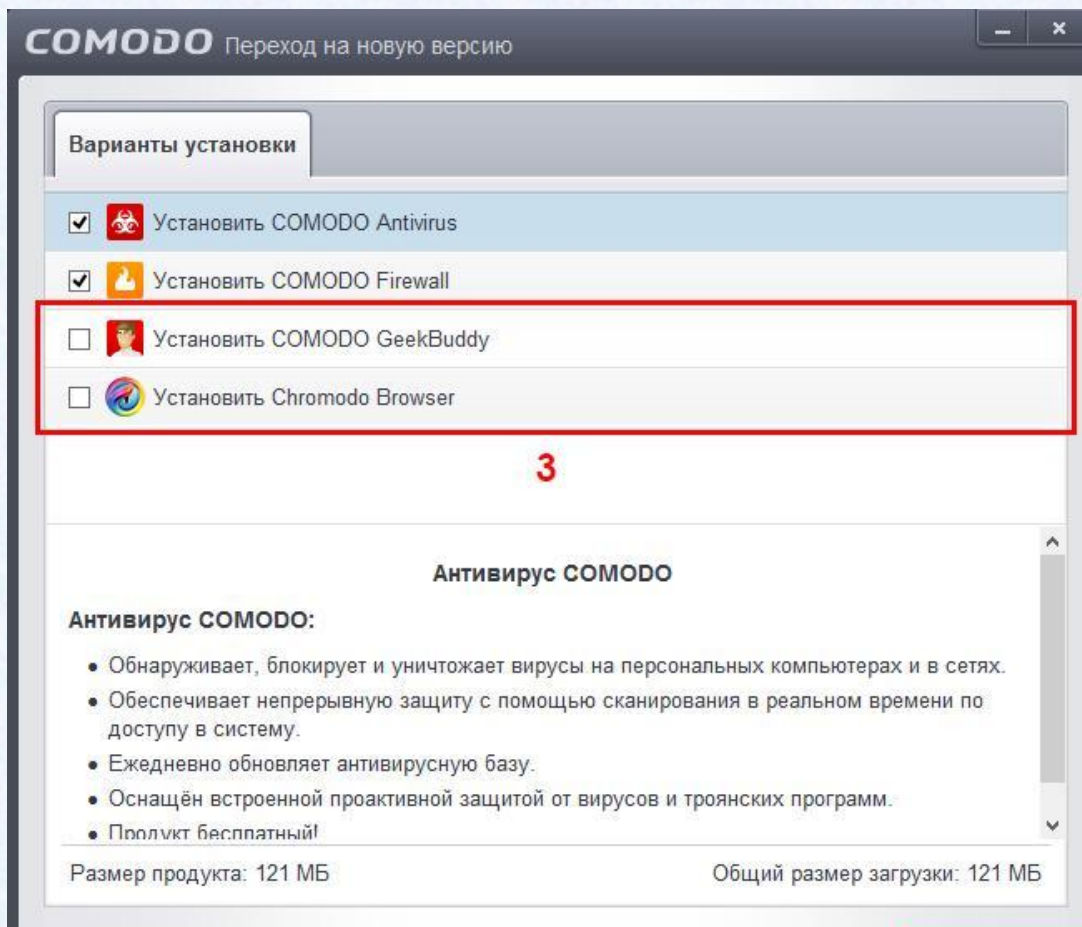 COMODO Переход на новую версию
Варианты установки
Установить COMODO Antivirus
Установить COMODO Firewall
Установить COMODO GeekBuddy
Установить Chromodo Browser
3
Антивирус COMODO
Антивирус COMODO:
• Обнаруживает, блокирует и уничтожает вирусы на персональных компьютерах и в сетях.
• Обеспечивает непрерывную защиту с помощью сканирования в реальном времени по
доступу в систему.
• Ежедневно обновляет антивирусную базу.
• Оснащён встроенной проактивной защитой от вирусов и троянских программ.
• Продукт бесплатный!
Размер продукта: 121 МБ
Общий размер загрузки: 121 МБ